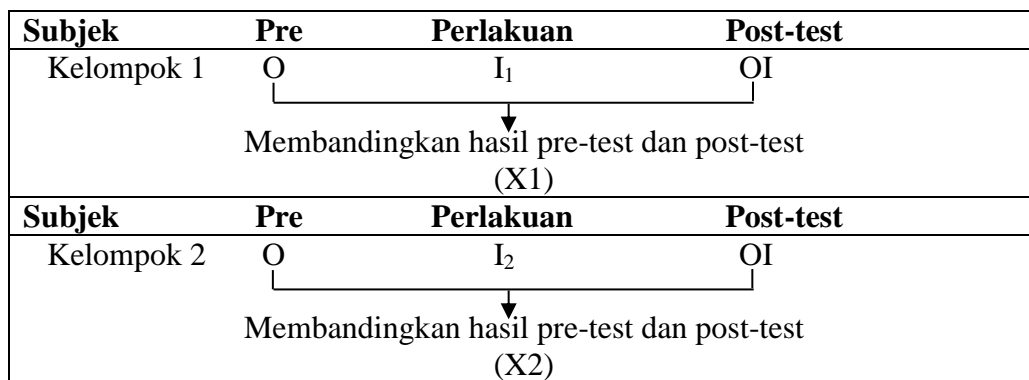 Subjek Pre Perlakuan Post-test
Kelompok 1 O I₁ OI
Membandingkan hasil pre-test dan post-test
(X1)
Subjek Pre Perlakuan Post-test
Kelompok 2 O I₂ OI
Membandingkan hasil pre-test dan post-test
(X2)